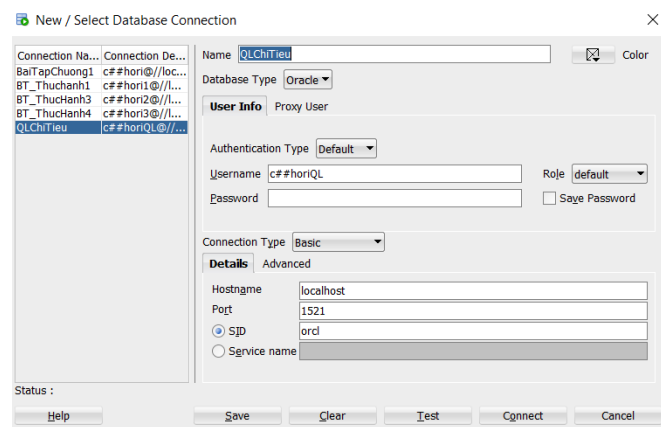 New / Select Database Connection
Connection Na... Connection De...
BaiTapChuong1 c##hori@//loc...
BT_Thuchanh1 c##hori1@//l...
BT_ThucHanh3 c##hori2@//l...
BT_ThucHanh4 c##hori3@//l...
QLChiTieu c##horiQL@//...
Name QLChiTieu Color
Database Type Oracle
User Info Proxy User
Authentication Type Default
Username c##horiQL Role default
Password Save Password
Connection Type Basic
Details Advanced
Hostname localhost
Port 1521
SID orcl
Service name
Status :
Help Save Clear Test Connect Cancel